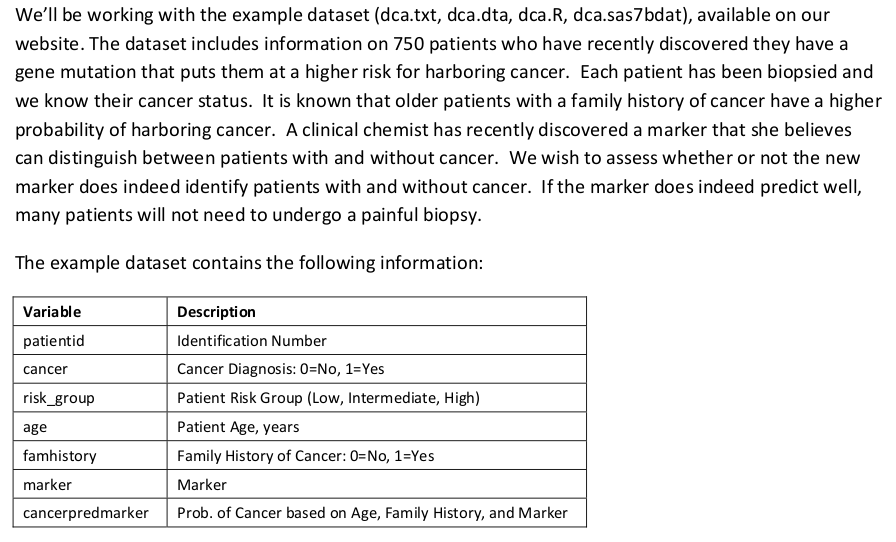 We’ll be working with the example dataset (dca.txt, dca.dta, dca.R, dca.sas7bdat), available on our
website. The dataset includes information on 750 patients who have recently discovered they have a
gene mutation that puts them at a higher risk for harboring cancer. Each patient has been biopsied and
we know their cancer status. It is known that older patients with a family history of cancer have a higher
probability of harboring cancer. A clinical chemist has recently discovered a marker that she believes
can distinguish between patients with and without cancer. We wish to assess whether or not the new
marker does indeed identify patients with and without cancer. If the marker does indeed predict well,
many patients will not need to undergo a painful biopsy.
The example dataset contains the following information:
Variable Description
patientid Identification Number
cancer Cancer Diagnosis: 0=No, 1=Yes
risk_group Patient Risk Group (Low, Intermediate, High)
age Patient Age, years
famhistory Family History of Cancer: 0=No, 1=Yes
marker Marker
cancerpredmarker Prob. of Cancer based on Age, Family History, and Marker